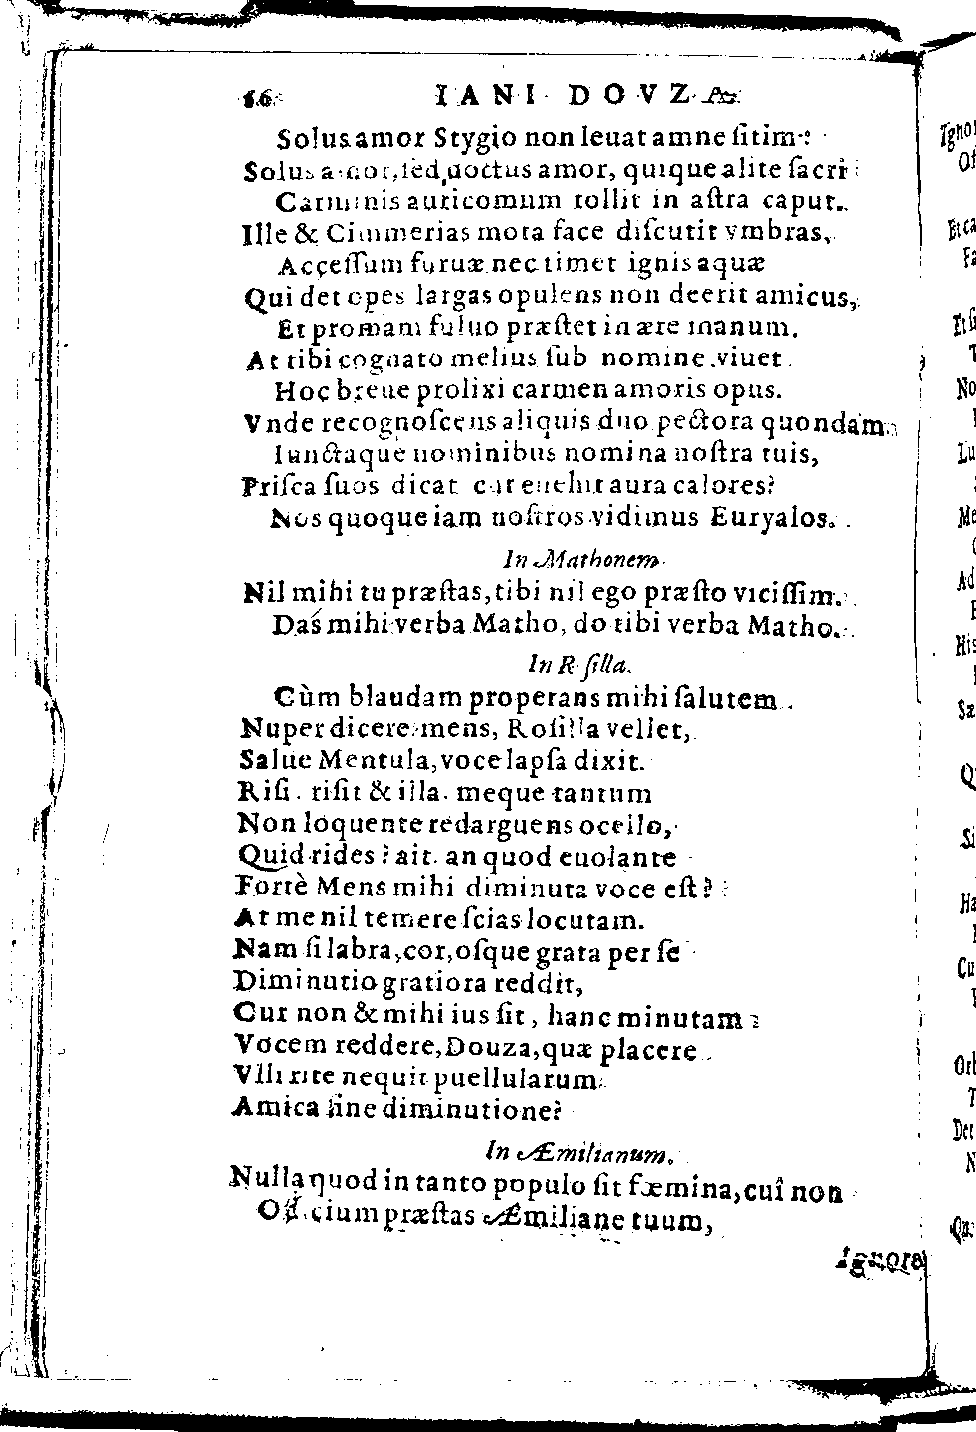 56 IANI DOVZÆ
Solus amor Stygio non leuat amne ſitim:
Solus amor, ſed doctus amor, quique alite ſacri
Carminis auricomum tollit in aſtra caput.
Ille & Cimmerias mota face diſcutit vmbras,
Acceſſum furuæ nec timet ignis aquæ
Qui det opes largas opulens non deerit amicus,
Et promam fuluo præſtet in ære manum.
At tibi cognato melius ſub nomine viuet
Hoc breue prolixi carmen amoris opus.
Vnde recognoſcens aliquis duo pectora quondam
Iunctaque nominibus nomina noſtra tuis,
Priſca ſuos dicat cur euehit aura calores?
Nos quoque iam noſtros vidimus Euryalos.
In Mathonem
Nil mihi tu præſtas, tibi nil ego præſto viciſſim.
Das mihi verba Matho, do tibi verba Matho.
In R ſilla.
Cùm blandam properans mihi ſalutem
Nuper dicere mens, Roſilla vellet,
Salue Mentula, voce lapſa dixit.
Riſi. riſit & illa. meque tantum
Non loquente redarguens ocello,
Quid rides? ait. an quod euolante
Fortè Mens mihi diminuta voce eſt?
At me nil temere ſcias locutam.
Nam ſi labra, cor, oſque grata per ſe
Diminutio gratiora reddit,
Cur non & mihi ius ſit, hanc minutam
Vocem reddere, Douza, quæ placere
Vlli rite nequit puellularum
Amica ſine diminutione?
In Æmilianum.
Nulla quod in tanto populo ſit fœmina, cui non
Officium præſtas Æmiliane tuum,
Ignora